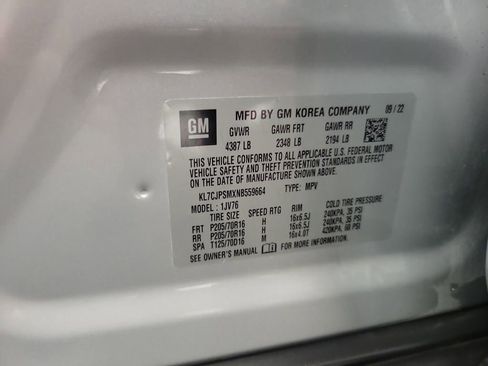 GM
MFD BY GM KOREA COMPANY 09 / 22
GVWR GAWR FRT GAWR RR
4387 LB 2348 LB 2194 LB
THIS VEHICLE CONFORMS TO ALL APPLICABLE U.S. FEDERAL MOTOR
VEHICLE SAFETY AND THEFT PREVENTION STANDARDS IN EFFECT
ON THE DATE OF MANUFACTURE SHOWN ABOVE.
KL7CJPSMXNB559664 TYPE: MPV
MODEL: 1JV76
TIRE SIZE SPEED RTG RIM COLD TIRE PRESSURE
FRT P205/70R16 H 16x6.5J 240KPA, 35 PSI
RR P205/70R16 H 16x6.5J 240KPA, 35 PSI
SPA T125/70D16 M 16x4.0T 420KPA, 60 PSI
SEE OWNER'S MANUAL FOR MORE INFORMATION.